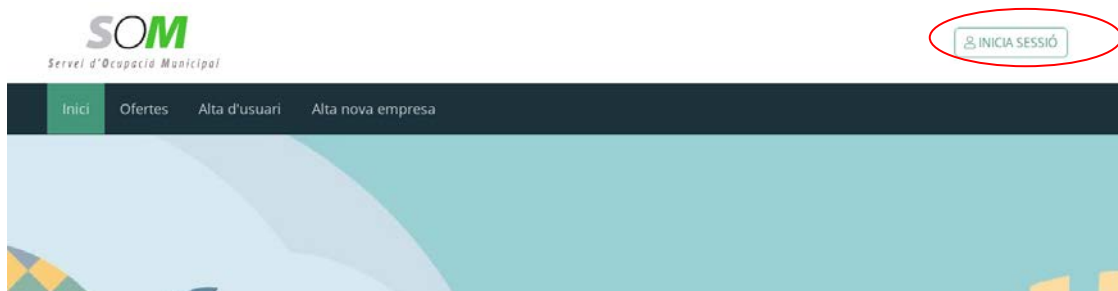 SOM
Servei d'Ocupació Municipal
INICIA SESSIÓ
Inici Ofertes Alta d'usuari Alta nova empresa